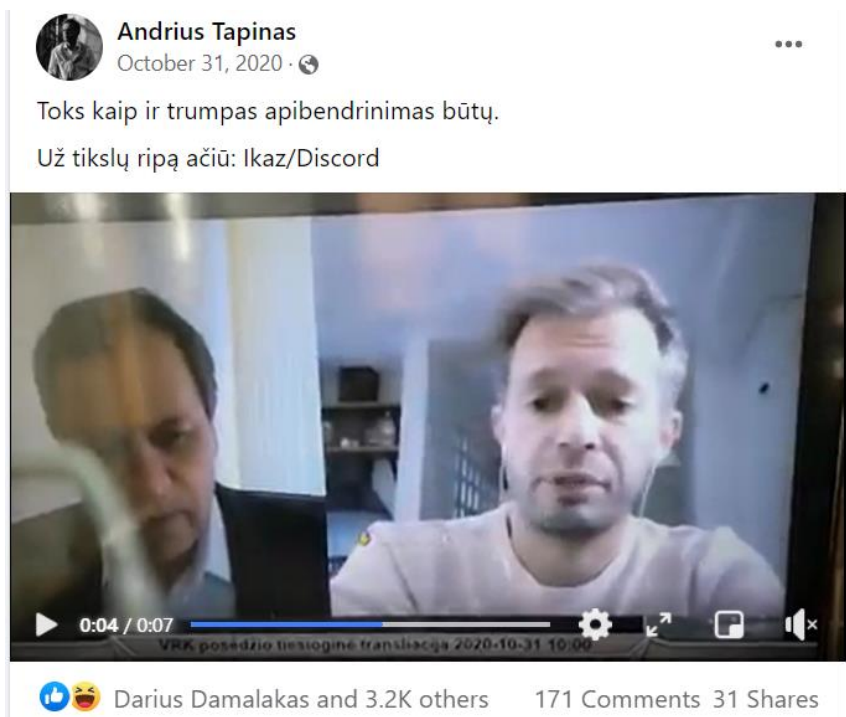 Andrius Tapinas
October 31, 2020 ·
Toks kaip ir trumpas apibendrinimas būtų.
Už tikslų ripą ačiū: Ikaz/Discord
0:04 / 0:07
VRK posėdžio tiesioginė transliacija 2020-10-31 10:00
Darius Damalakas and 3.2K others 171 Comments 31 Shares